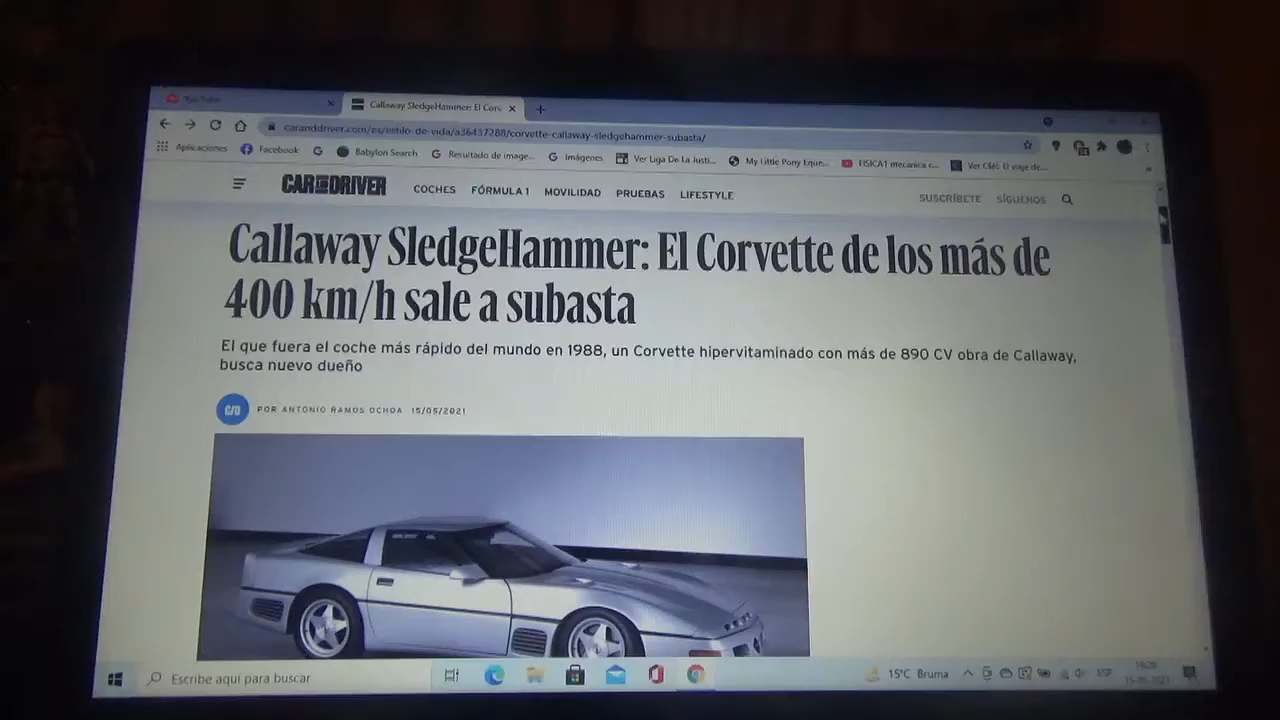 YouTube
Callaway SledgeHammer: El Corv
caranddriver.com/es/estilo-de-vida/a36437288/corvette-callaway-sledgehammer-subasta/
Aplicaciones Facebook Babylon Search Resultado de image... Imágenes Ver Liga De La Justi... My Little Pony Eque... FISICA1 mecanica c... Ver Clic: El viaje de...
CAR AND DRIVER COCHES FÓRMULA 1 MOVILIDAD PRUEBAS LIFESTYLE SUSCRÍBETE SÍGUENOS
Callaway SledgeHammer: El Corvette de los más de
400 km/h sale a subasta
El que fuera el coche más rápido del mundo en 1988, un Corvette hipervitaminado con más de 890 CV obra de Callaway,
busca nuevo dueño
C/D POR ANTONIO RAMOS OCHOA 15/05/2021
Escribe aquí para buscar 15°C Bruma ESP